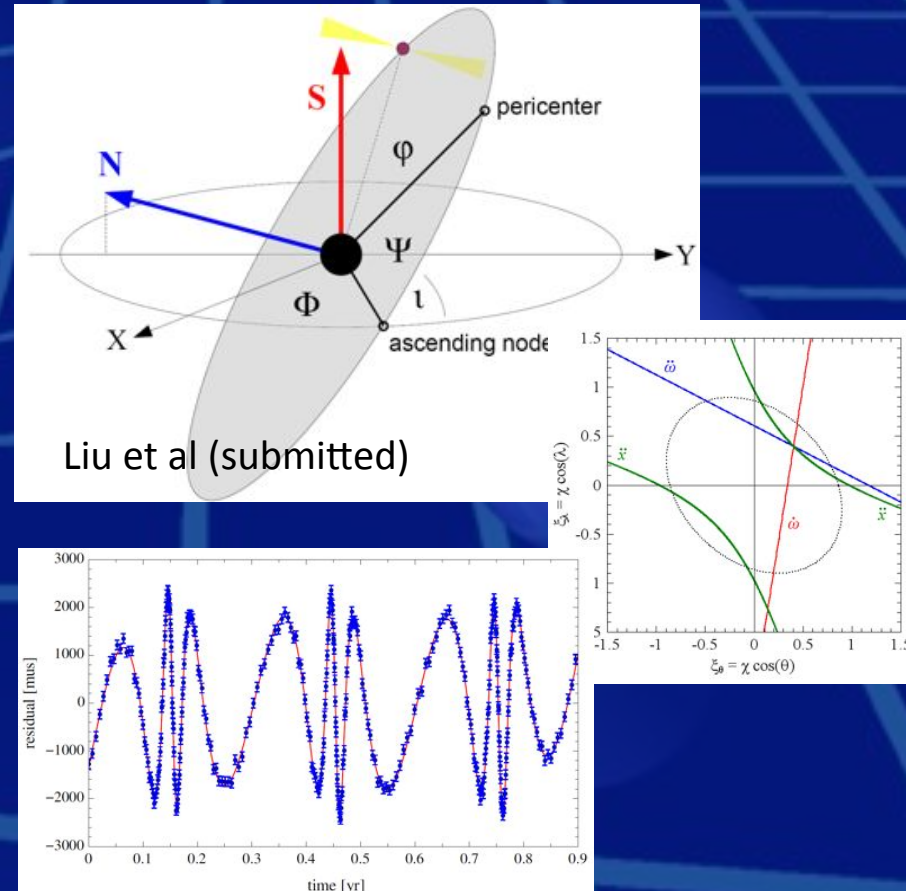 S
pericenter
φ
N
Ψ
Y
Φ
ι
X
ascending node
Liu et al (submitted)
1.5
1
0.5
0
-0.5
1
5
ξλ = χ cos(λ)
ω̈
ẍ
ẍ
ω̇
-1.5 -1 -0.5 0 0.5 1 1.5
ξθ = χ cos(θ)
3000
2000
1000
0
-1000
-2000
-3000
residual [mus]
0 0.1 0.2 0.3 0.4 0.5 0.6 0.7 0.8 0.9
time [yr]